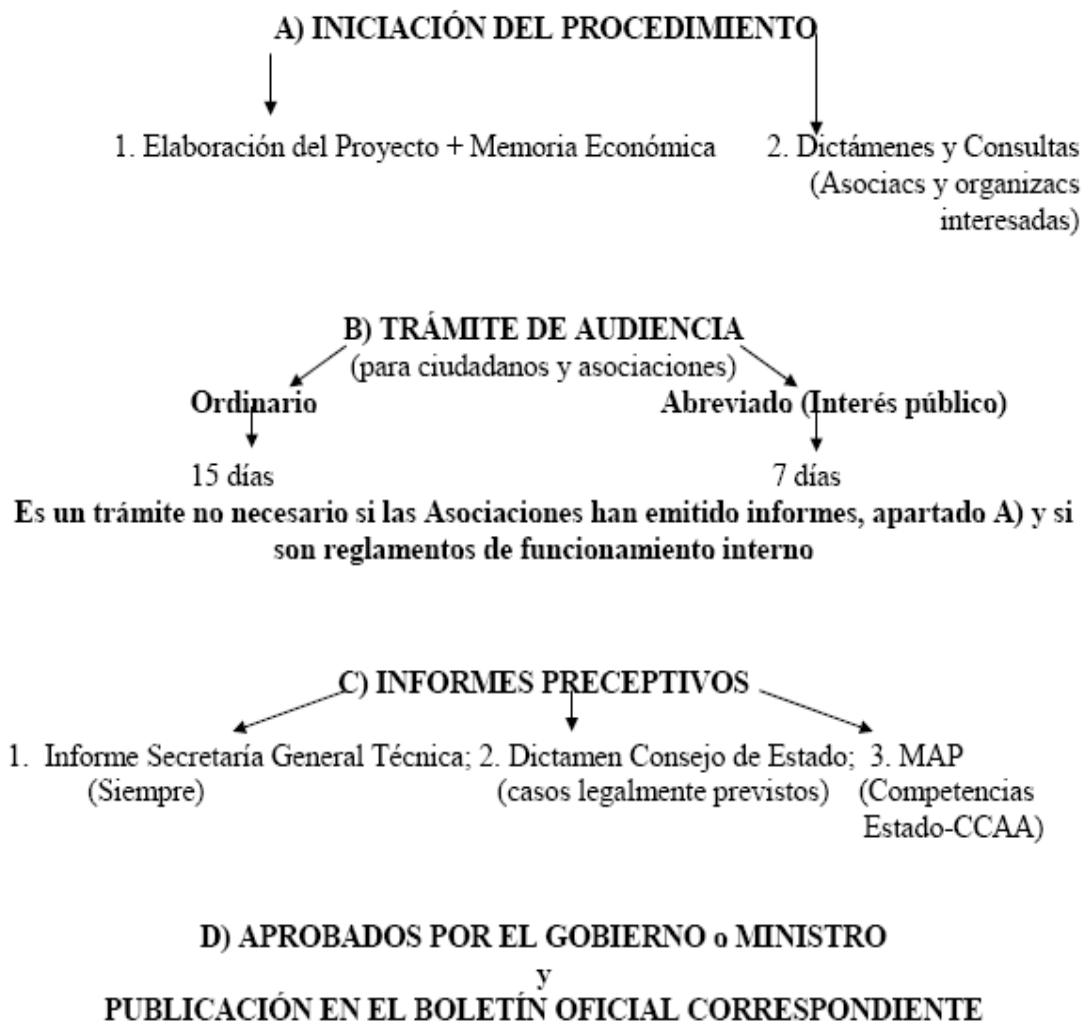 A) INICIACIÓN DEL PROCEDIMIENTO
1. Elaboración del Proyecto + Memoria Económica
2. Dictámenes y Consultas
(Asociacs y organizacs
interesadas)
B) TRÁMITE DE AUDIENCIA
(para ciudadanos y asociaciones)
Ordinario
Abreviado (Interés público)
15 días
7 días
Es un trámite no necesario si las Asociaciones han emitido informes, apartado A) y si
son reglamentos de funcionamiento interno
C) INFORMES PRECEPTIVOS
1. Informe Secretaría General Técnica; 2. Dictamen Consejo de Estado; 3. MAP
(Siempre) (casos legalmente previstos) (Competencias
Estado-CCAA)
D) APROBADOS POR EL GOBIERNO o MINISTRO
y
PUBLICACIÓN EN EL BOLETÍN OFICIAL CORRESPONDIENTE